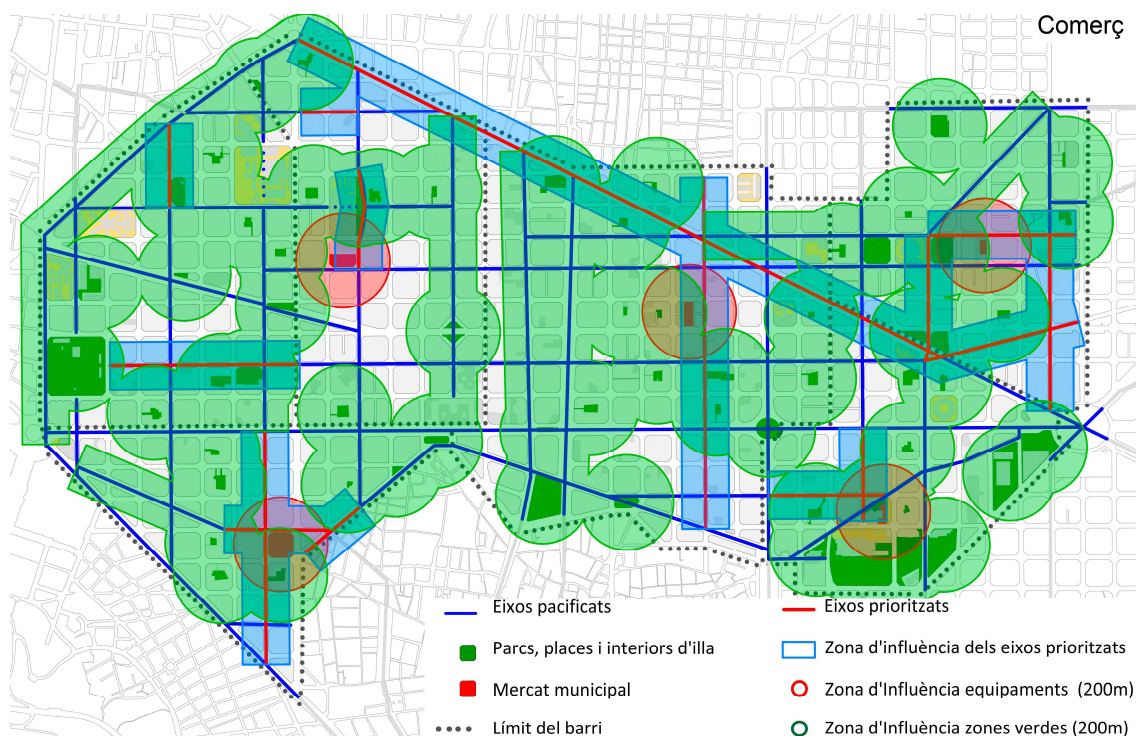 Comerç
Eixos pacificats
Eixos prioritzats
Parcs, places i interiors d'illa
Zona d'influència dels eixos prioritzats
Mercat municipal
Zona d'Influència equipaments (200m)
Límit del barri
Zona d'Influència zones verdes (200m)